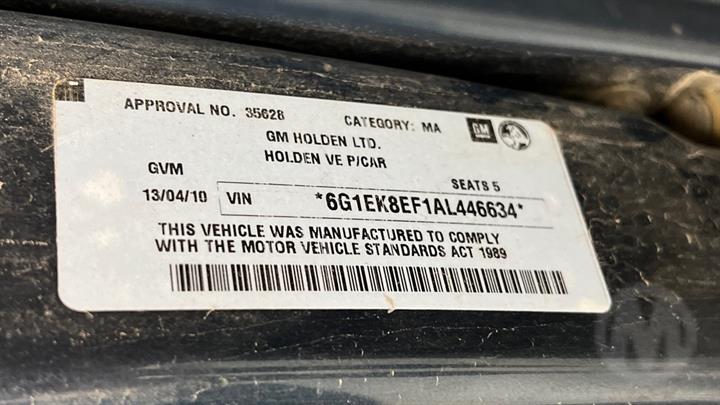 APPROVAL NO. 35628 CATEGORY: MA GM
GM HOLDEN LTD.
HOLDEN VE P/CAR
GVM SEATS 5
13/04/10 VIN *6G1EK8EF1AL446634*
THIS VEHICLE WAS MANUFACTURED TO COMPLY
WITH THE MOTOR VEHICLE STANDARDS ACT 1989
M